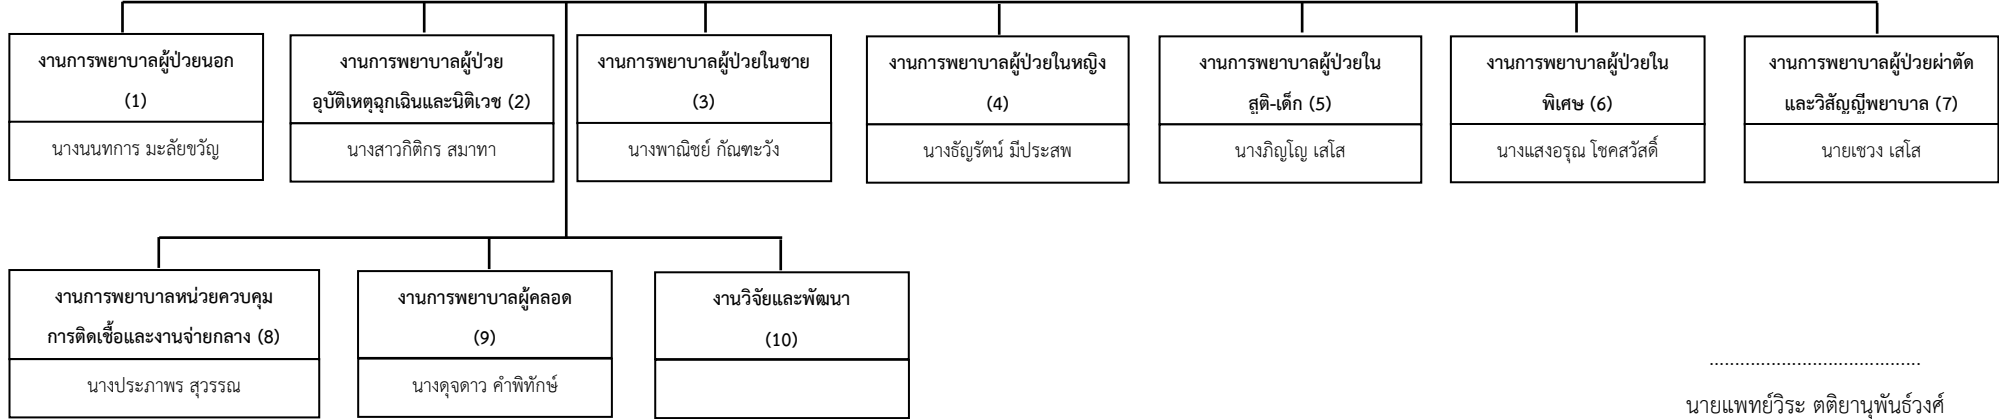 งานการพยาบาลผู้ป่วยนอก
(1)
นางนนทการ มะลัยขวัญ
งานการพยาบาลผู้ป่วย
อุบัติเหตุฉุกเฉินและนิติเวช (2)
นางสาวกิติกร สมาทา
งานการพยาบาลผู้ป่วยในชาย
(3)
นางพาณิชย์ กัณฑะวัง
งานการพยาบาลผู้ป่วยในหญิง
(4)
นางธัญรัตน์ มีประสพ
งานการพยาบาลผู้ป่วยใน
สูติ-เด็ก (5)
นางภิญโญ เสโส
งานการพยาบาลผู้ป่วยใน
พิเศษ (6)
นางแสงอรุณ โชคสวัสดิ์
งานการพยาบาลผู้ป่วยผ่าตัด
และวิสัญญีพยาบาล (7)
นายเชวง เสโส
งานการพยาบาลหน่วยควบคุม
การติดเชื้อและงานจ่ายกลาง (8)
นางประภาพร สุวรรณ
งานการพยาบาลผู้คลอด
(9)
นางดุจดาว คำพิทักษ์
งานวิจัยและพัฒนา
(10)
.........................................
นายแพทย์วิระ ตติยานุพันธ์วงศ์